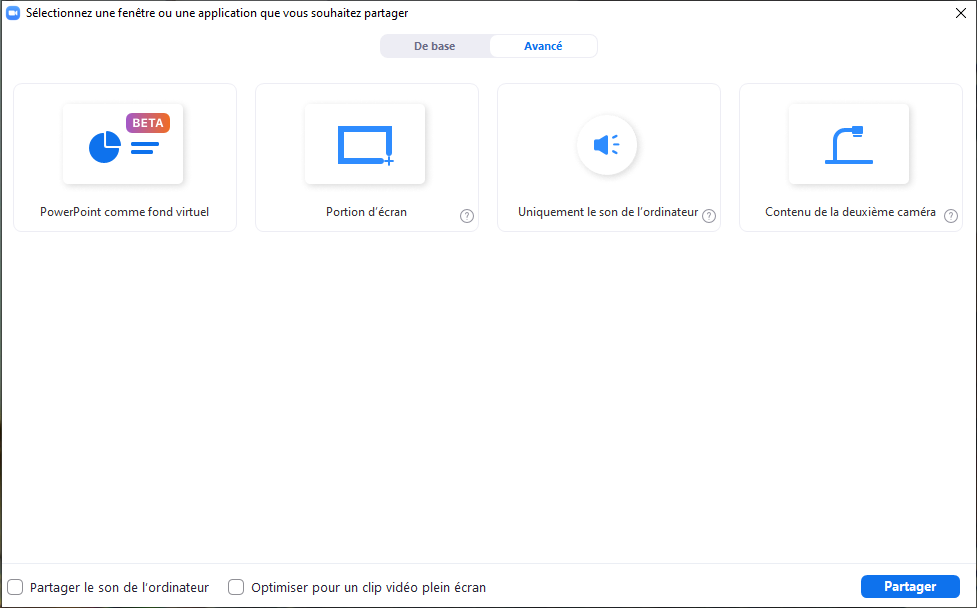 Sélectionnez une fenêtre ou une application que vous souhaitez partager
De base
Avancé
BETA
PowerPoint comme fond virtuel
Portion d'écran
?
Uniquement le son de l'ordinateur
?
Contenu de la deuxième caméra
?
Partager le son de l'ordinateur
Optimiser pour un clip vidéo plein écran
Partager